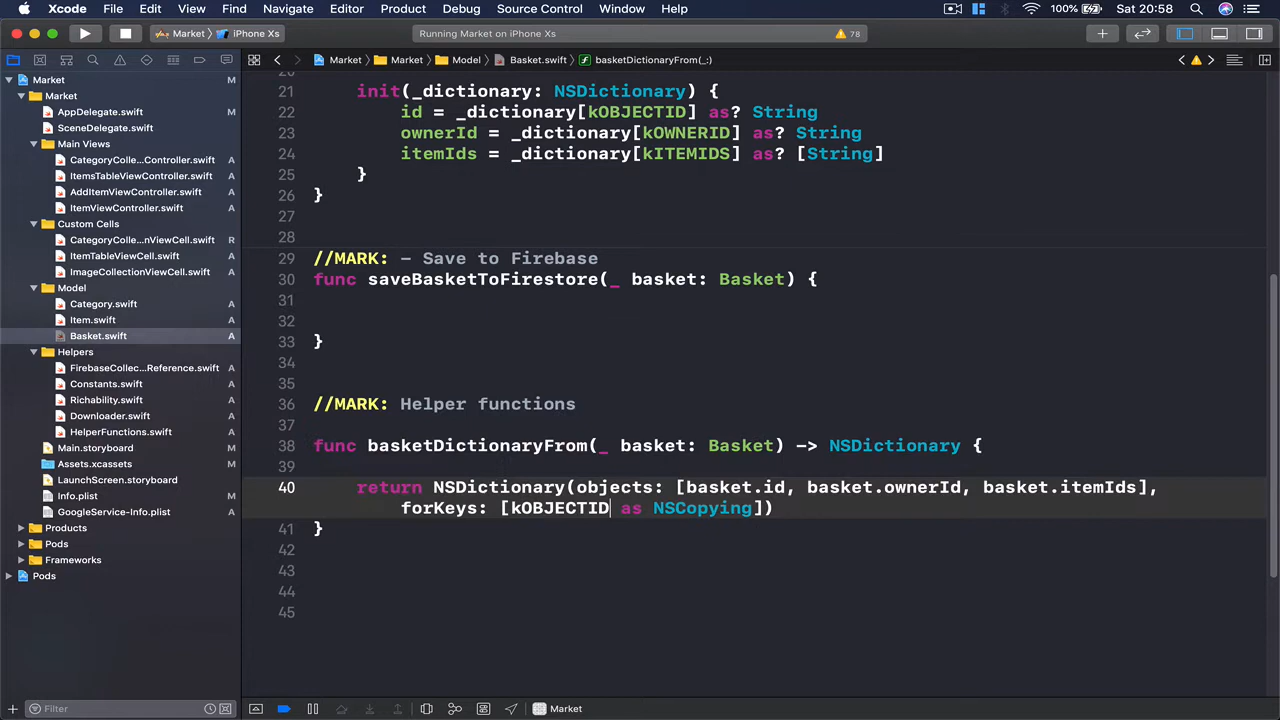 Xcode File Edit View Find Navigate Editor Product Debug Source Control Window Help 100% Sat 20:58
Market iPhone Xs Running Market on iPhone Xs 78
Market Market Model Basket.swift basketDictionaryFrom(_:)
Market M
Market
AppDelegate.swift M
SceneDelegate.swift
Main Views
CategoryColle...Controller.swift A
ItemsTableViewController.swift A
AddItemViewController.swift A
ItemViewController.swift A
Custom Cells
CategoryColle...nViewCell.swift R
ItemTableViewCell.swift A
ImageCollectionViewCell.swift A
Model
Category.swift A
Item.swift A
Basket.swift A
Helpers
FirebaseCollec...Reference.swift A
Constants.swift A
Richability.swift A
Downloader.swift A
HelperFunctions.swift A
Main.storyboard M
Assets.xcassets M
LaunchScreen.storyboard
Info.plist M
GoogleService-Info.plist A
Products
Pods
Frameworks
Pods
Filter
20
21 init(_dictionary: NSDictionary) {
22 id = _dictionary[kOBJECTID] as? String
23 ownerId = _dictionary[kOWNERID] as? String
24 itemIds = _dictionary[kITEMIDS] as? [String]
25 }
26 }
27
28
29 //MARK: - Save to Firebase
30 func saveBasketToFirestore(_ basket: Basket) {
31
32
33 }
34
35
36 //MARK: Helper functions
37
38 func basketDictionaryFrom(_ basket: Basket) -> NSDictionary {
39
40 return NSDictionary(objects: [basket.id, basket.ownerId, basket.itemIds],
forKeys: [kOBJECTID as NSCopying])
41 }
42
43
44
45
Market